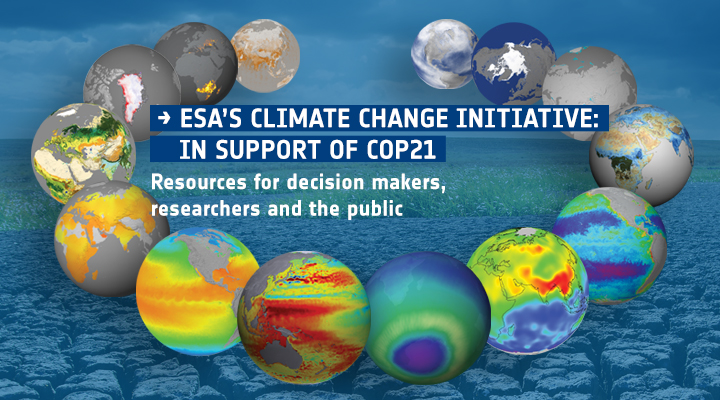 → ESA'S CLIMATE CHANGE INITIATIVE:
IN SUPPORT OF COP21
Resources for decision makers,
researchers and the public